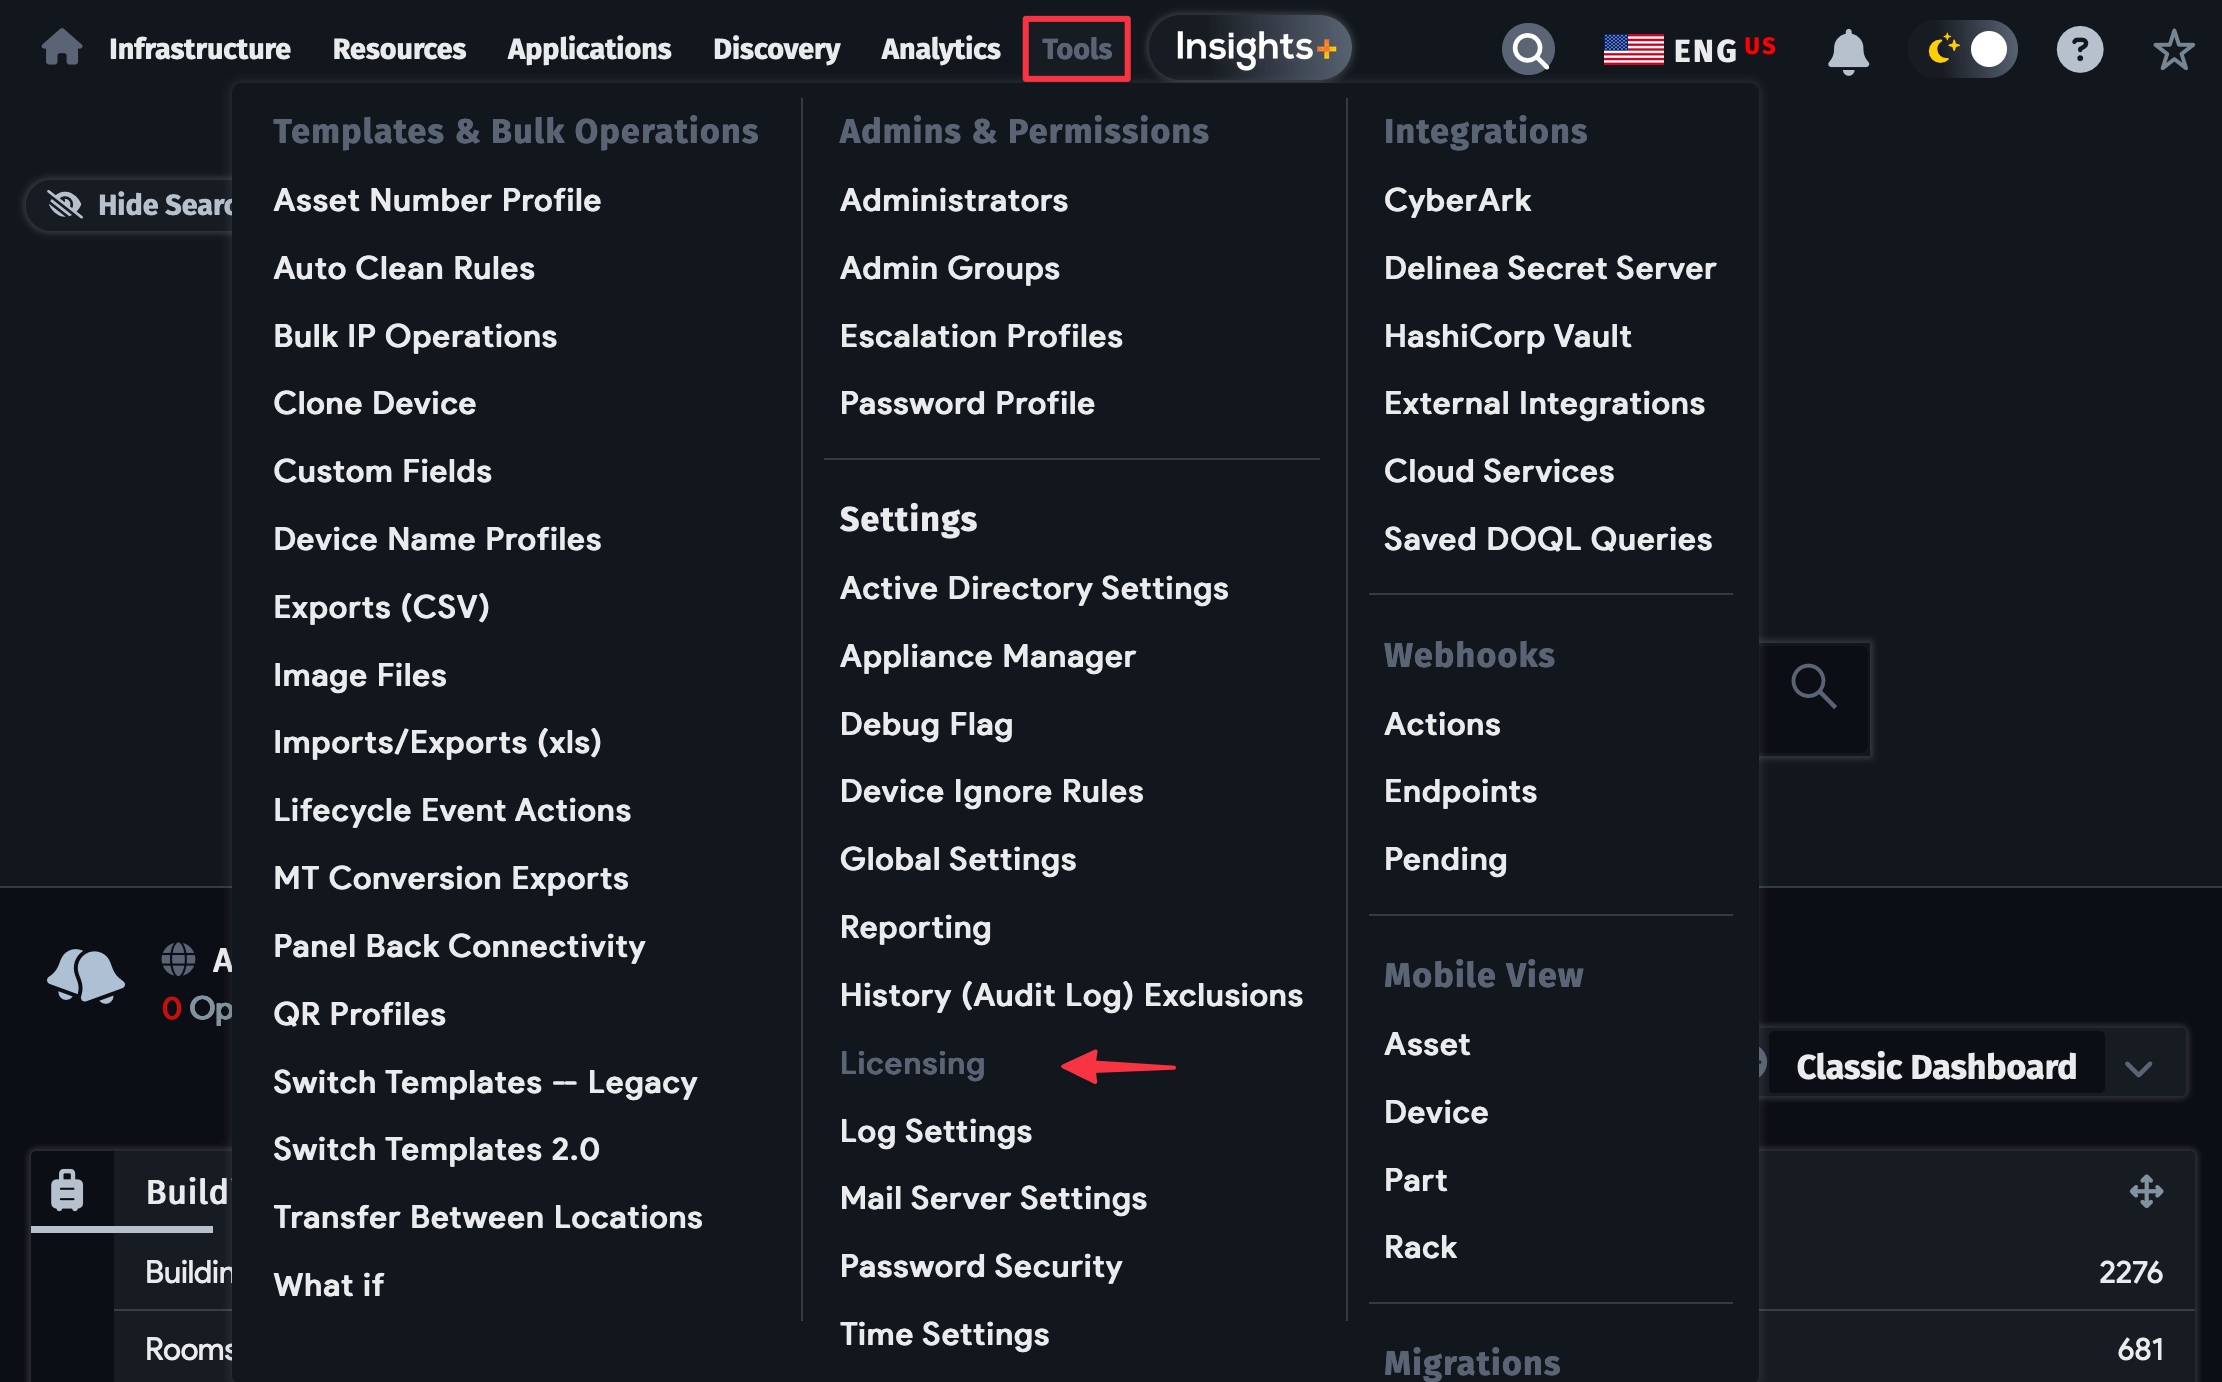 Infrastructure
Resources
Applications
Discovery
Analytics
Tools
Insights+
ENG US
?
Hide Searc
Templates & Bulk Operations
Asset Number Profile
Auto Clean Rules
Bulk IP Operations
Clone Device
Custom Fields
Device Name Profiles
Exports (CSV)
Image Files
Imports/Exports (xls)
Lifecycle Event Actions
MT Conversion Exports
Panel Back Connectivity
QR Profiles
Switch Templates -- Legacy
Switch Templates 2.0
Transfer Between Locations
What if
Admins & Permissions
Administrators
Admin Groups
Escalation Profiles
Password Profile
Settings
Active Directory Settings
Appliance Manager
Debug Flag
Device Ignore Rules
Global Settings
Reporting
History (Audit Log) Exclusions
Licensing
Log Settings
Mail Server Settings
Password Security
Time Settings
Integrations
CyberArk
Delinea Secret Server
HashiCorp Vault
External Integrations
Cloud Services
Saved DOQL Queries
Webhooks
Actions
Endpoints
Pending
Mobile View
Asset
Device
Part
Rack
Migrations
A
0 Op
Classic Dashboard
Build
Buildin
2276
Rooms
681